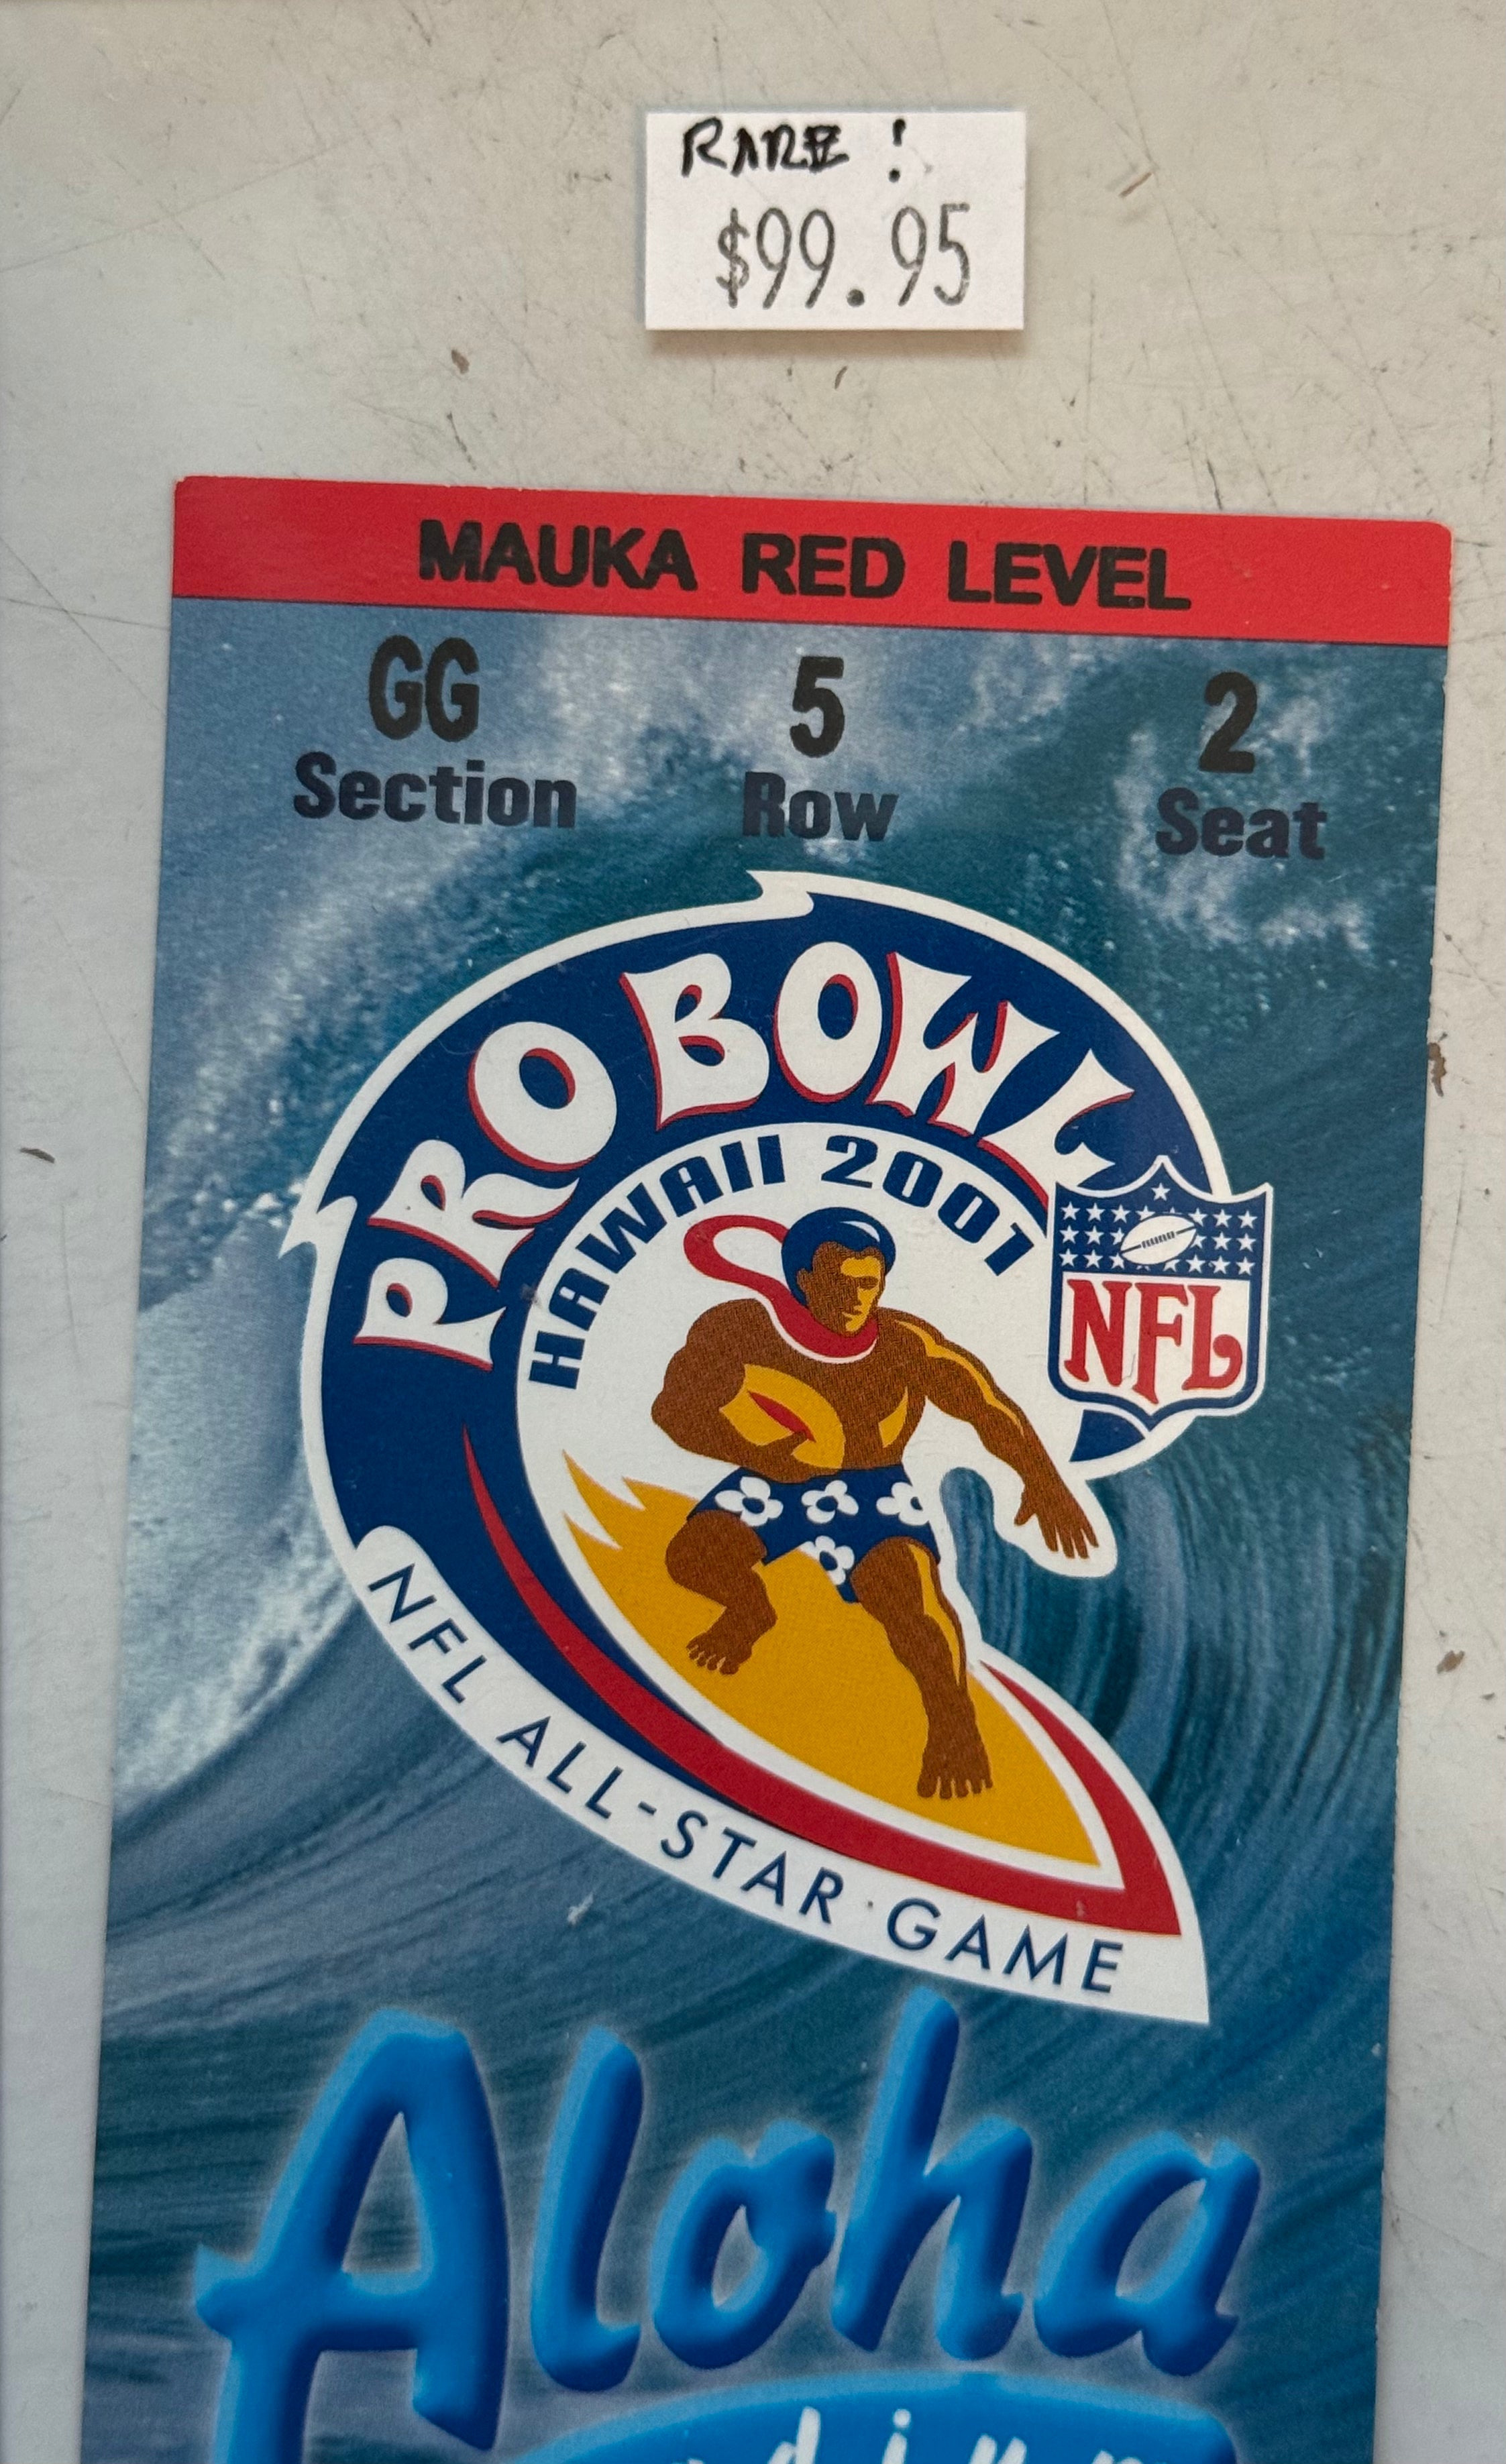 RARE!
$99.95
MAUKA RED LEVEL
GG 5 2
Section Row Seat
PRO BOWL
HAWAII 2001
NFL
NFL ALL-STAR GAME
Aloha